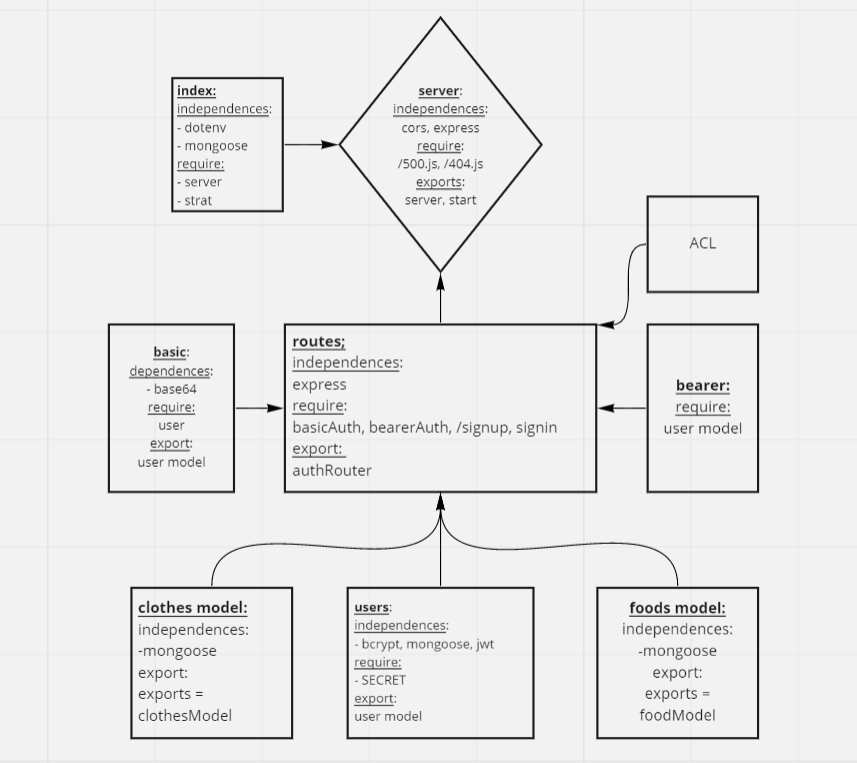 index:
independences:
- dotenv
- mongoose
require:
- server
- strat
server:
independences:
cors, express
require:
/500.js, /404.js
exports:
server, start
ACL
basic:
dependences:
- base64
require:
user
export:
user model
routes;
independences:
express
require:
basicAuth, bearerAuth, /signup, signin
export:
authRouter
bearer:
require:
user model
clothes model:
independences:
-mongoose
export:
exports =
clothesModel
users:
independences:
- bcrypt, mongoose, jwt
require:
- SECRET
export:
user model
foods model:
independences:
-mongoose
export:
exports =
foodModel